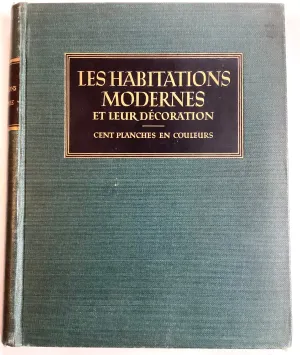 LES HABITATIONS
MODERNES
ET LEUR DÉCORATION
CENT PLANCHES EN COULEURS